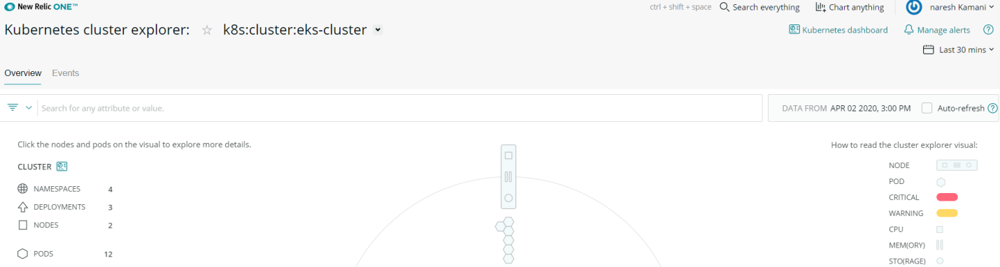 New Relic ONE™ ctrl + shift + space Search everything Chart anything naresh Kamani
Kubernetes cluster explorer: k8s:cluster:eks-cluster Kubernetes dashboard Manage alerts ?
Last 30 mins
Overview Events
Search for any attribute or value. DATA FROM APR 02 2020, 3:00 PM Auto-refresh ?
Click the nodes and pods on the visual to explore more details. How to read the cluster explorer visual:
CLUSTER
NAMESPACES 4
DEPLOYMENTS 3
NODES 2
PODS 12
NODE
POD
CRITICAL
WARNING
CPU
MEM(ORY)
STO(RAGE)